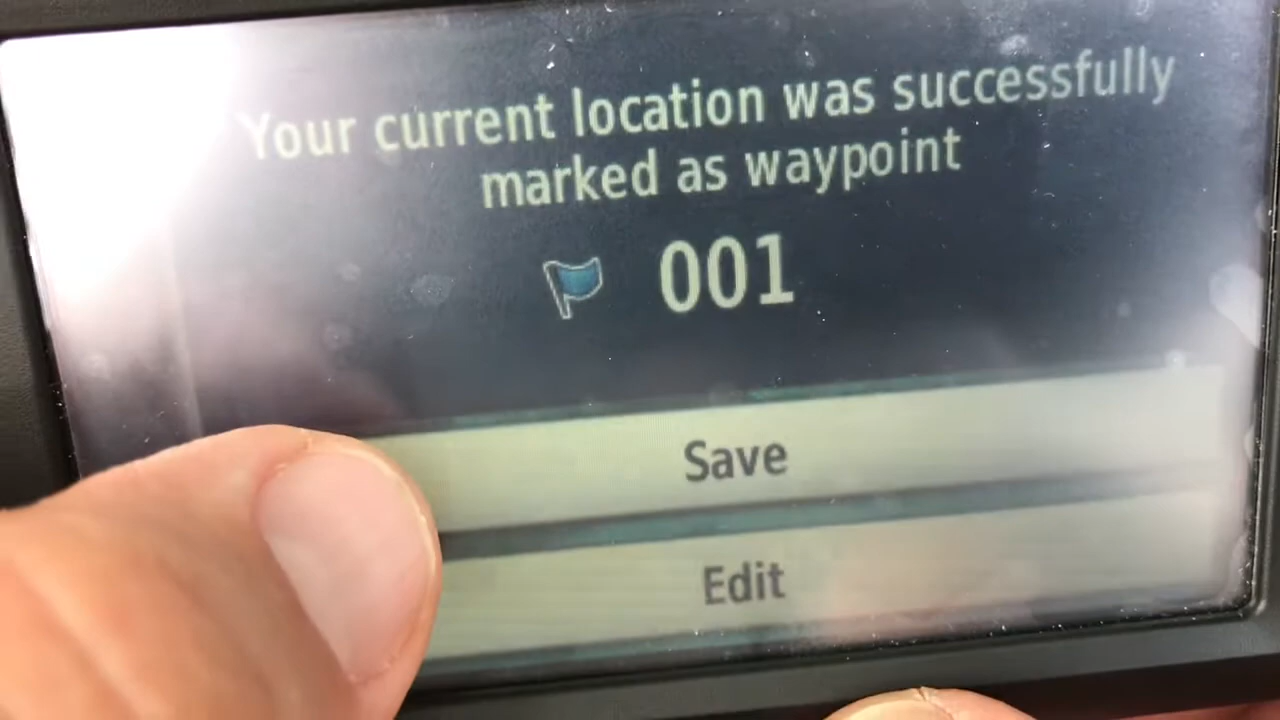 Your current location was successfully
marked as waypoint
001
Save
Edit